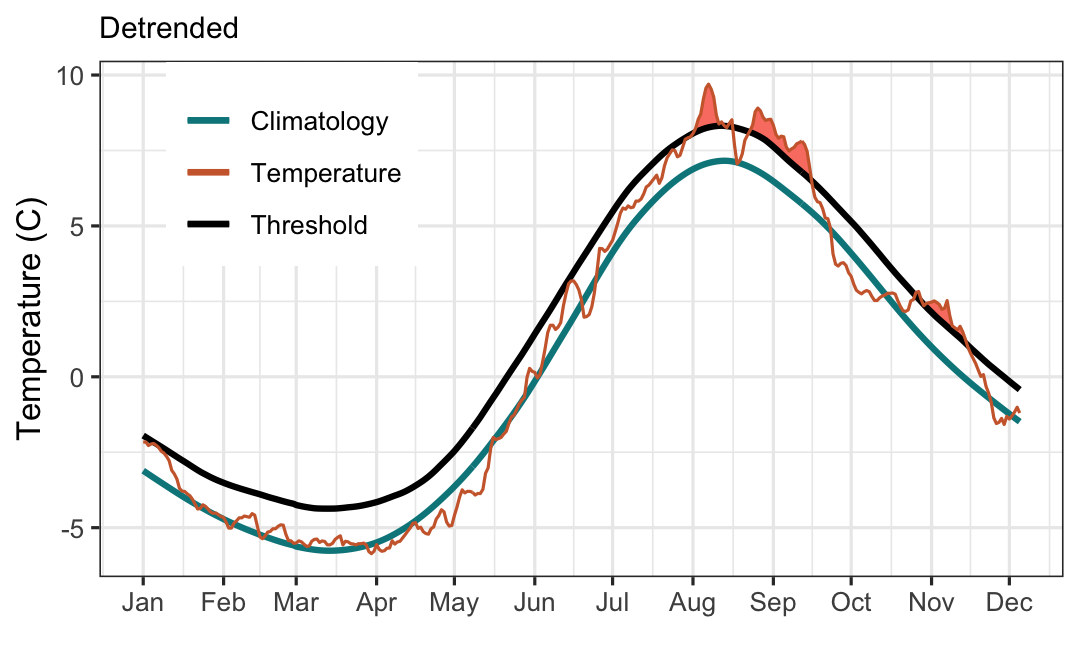 Detrended
Temperature (C)
10
5
0
-5
Climatology
Temperature
Threshold
Jan Feb Mar Apr May Jun Jul Aug Sep Oct Nov Dec